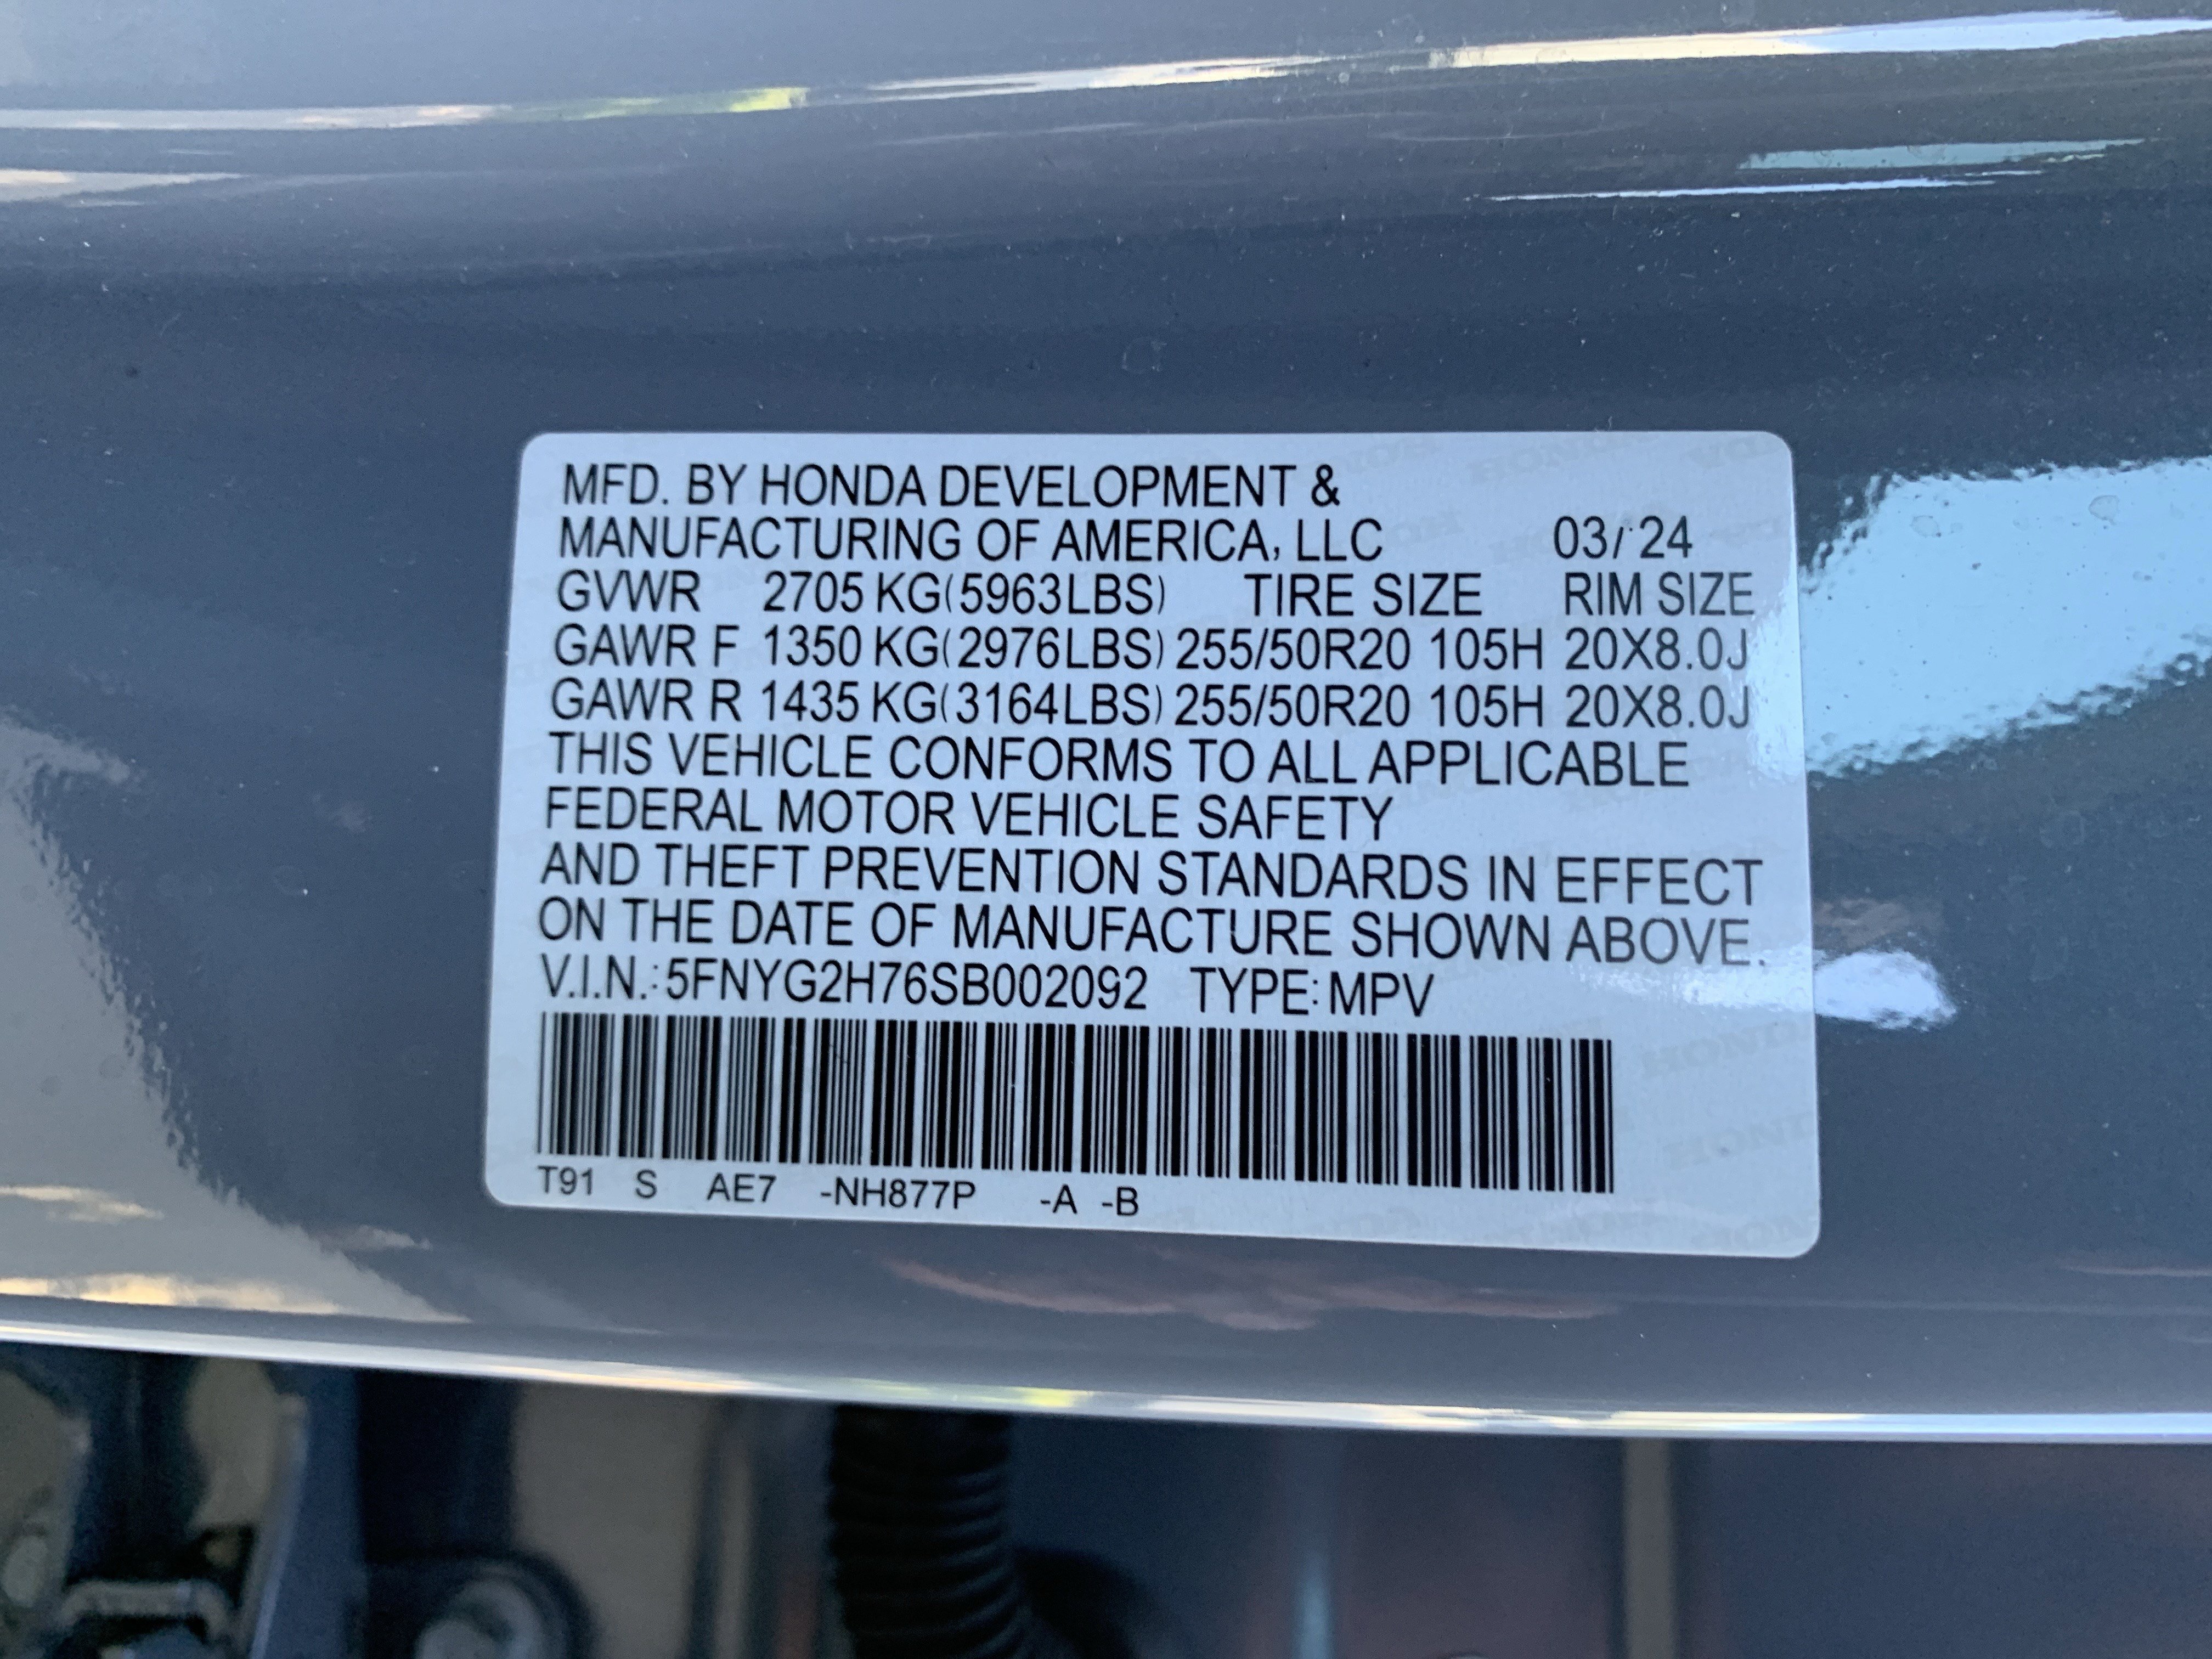 MFD. BY HONDA DEVELOPMENT &
MANUFACTURING OF AMERICA, LLC 03/24
GVWR 2705 KG(5963LBS) TIRE SIZE RIM SIZE
GAWR F 1350 KG(2976LBS) 255/50R20 105H 20X8.0J
GAWR R 1435 KG(3164LBS) 255/50R20 105H 20X8.0J
THIS VEHICLE CONFORMS TO ALL APPLICABLE
FEDERAL MOTOR VEHICLE SAFETY
AND THEFT PREVENTION STANDARDS IN EFFECT
ON THE DATE OF MANUFACTURE SHOWN ABOVE.
V.I.N.: 5FNYG2H76SB002092 TYPE: MPV
T91 S AE7 -NH877P -A -B